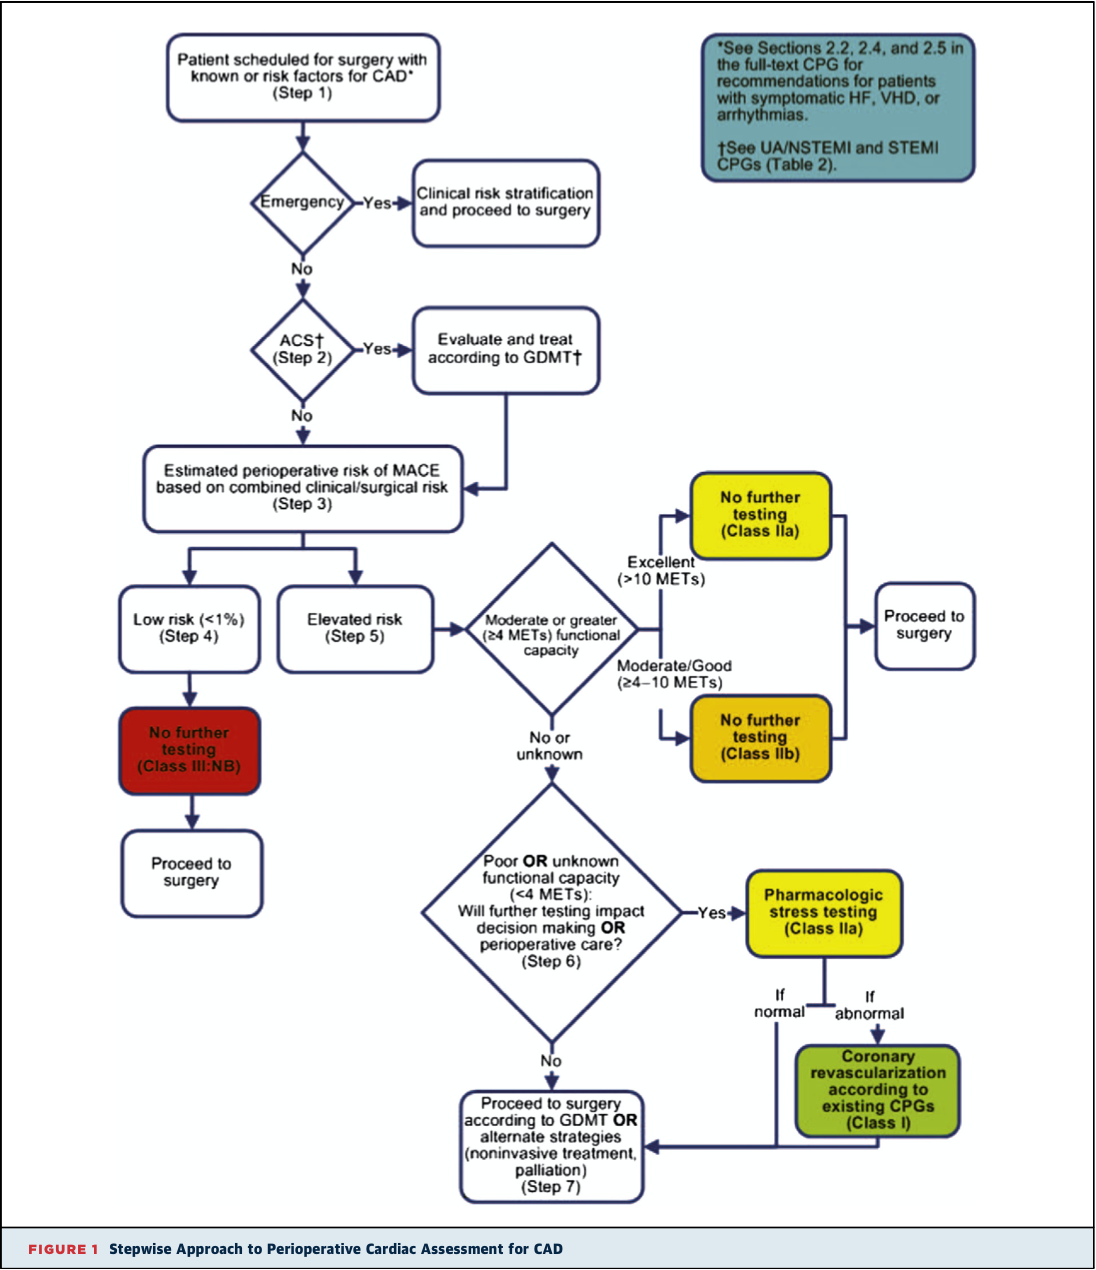 Patient scheduled for surgery with
known or risk factors for CAD*
(Step 1)
*See Sections 2.2, 2.4, and 2.5 in
the full-text CPG for
recommendations for patients
with symptomatic HF, VHD, or
arrhythmias.
†See UA/NSTEMI and STEMI
CPGs (Table 2).
Emergency
Yes
Clinical risk stratification
and proceed to surgery
No
ACS†
(Step 2)
Yes
Evaluate and treat
according to GDMT†
No
Estimated perioperative risk of MACE
based on combined clinical/surgical risk
(Step 3)
Low risk (<1%)
(Step 4)
Elevated risk
(Step 5)
Moderate or greater
(≥4 METs) functional
capacity
Excellent
(>10 METs)
No further
testing
(Class IIa)
Moderate/Good
(≥4–10 METs)
No further
testing
(Class IIb)
Proceed to
surgery
No further
testing
(Class III:NB)
Proceed to
surgery
No or
unknown
Poor OR unknown
functional capacity
(<4 METs):
Will further testing impact
decision making OR
perioperative care?
(Step 6)
Yes
Pharmacologic
stress testing
(Class IIa)
If
normal
If
abnormal
Coronary
revascularization
according to
existing CPGs
(Class I)
No
Proceed to surgery
according to GDMT OR
alternate strategies
(noninvasive treatment,
palliation)
(Step 7)
FIGURE 1 Stepwise Approach to Perioperative Cardiac Assessment for CAD